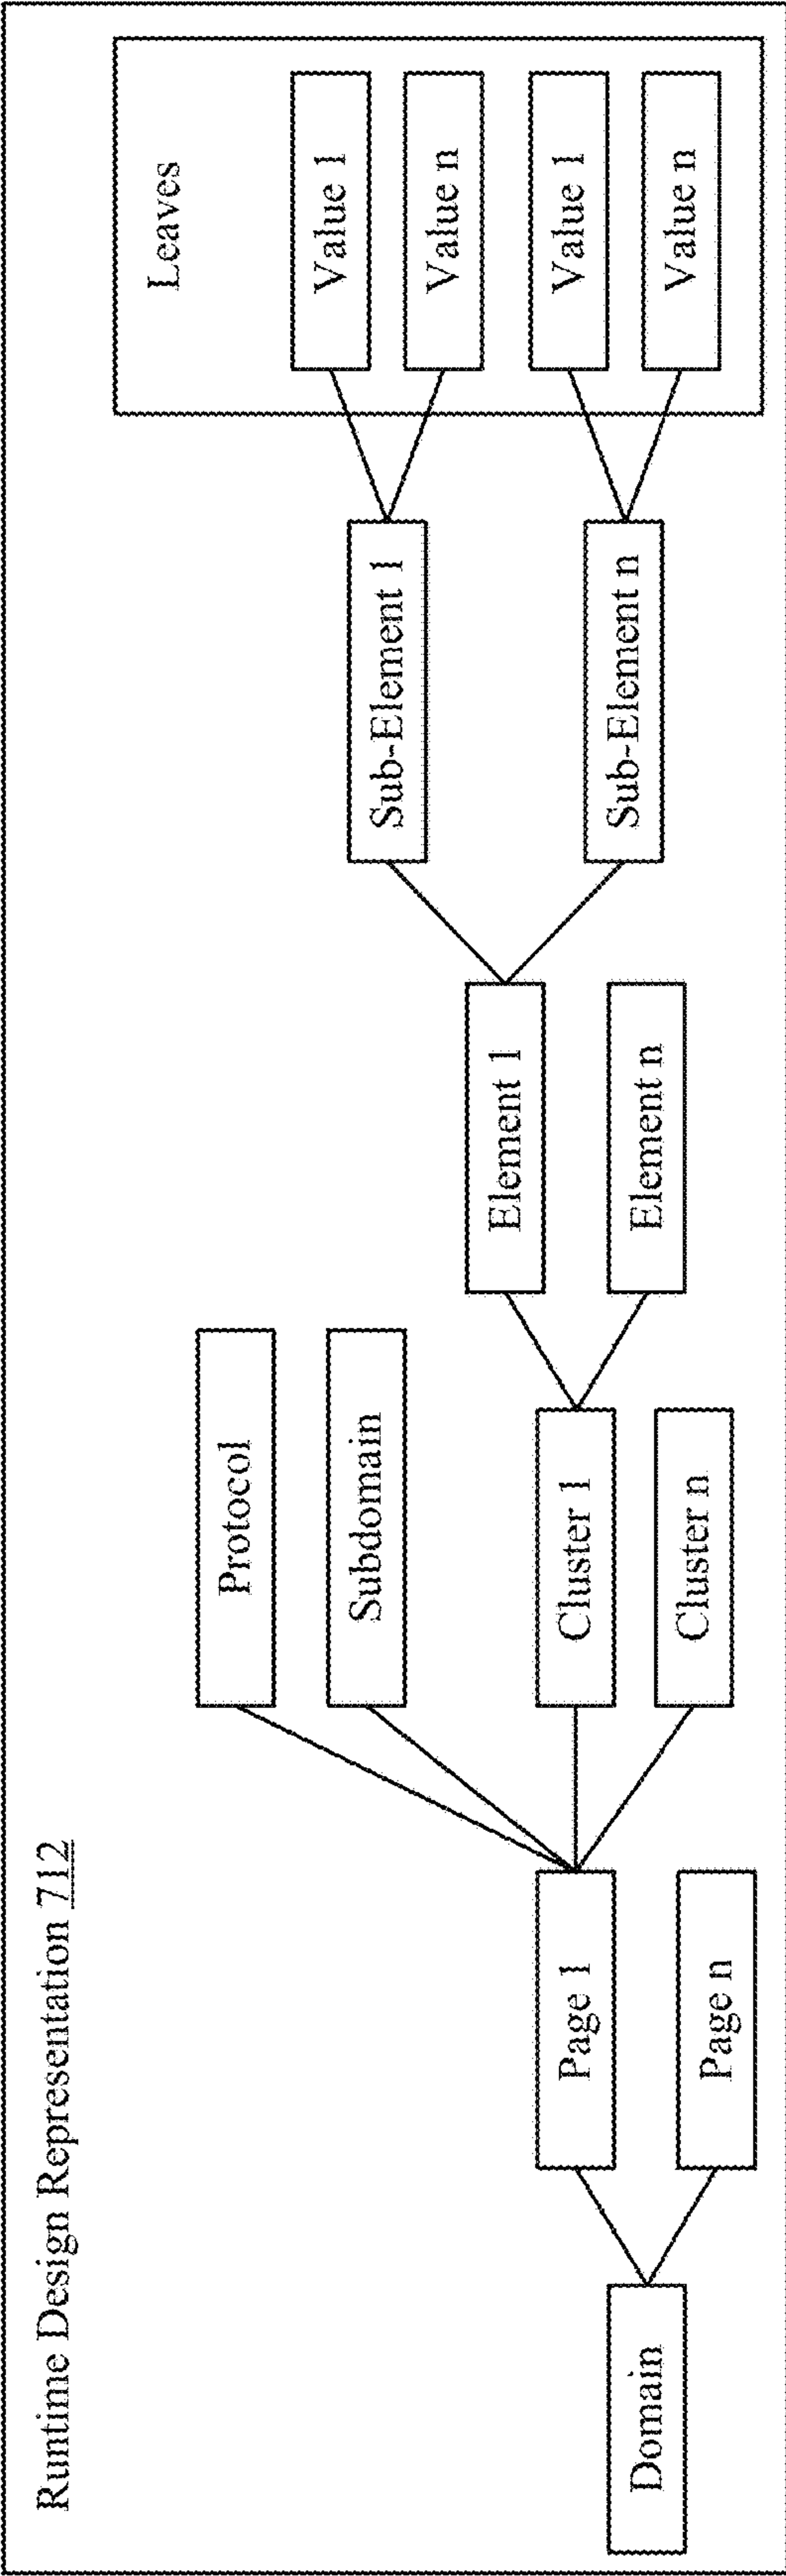 Runtime Design Representation 712
Domain
Page 1
Page n
Protocol
Subdomain
Cluster 1
Cluster n
Element 1
Element n
Sub-Element 1
Sub-Element n
Leaves
Value 1
Value n
Value 1
Value n